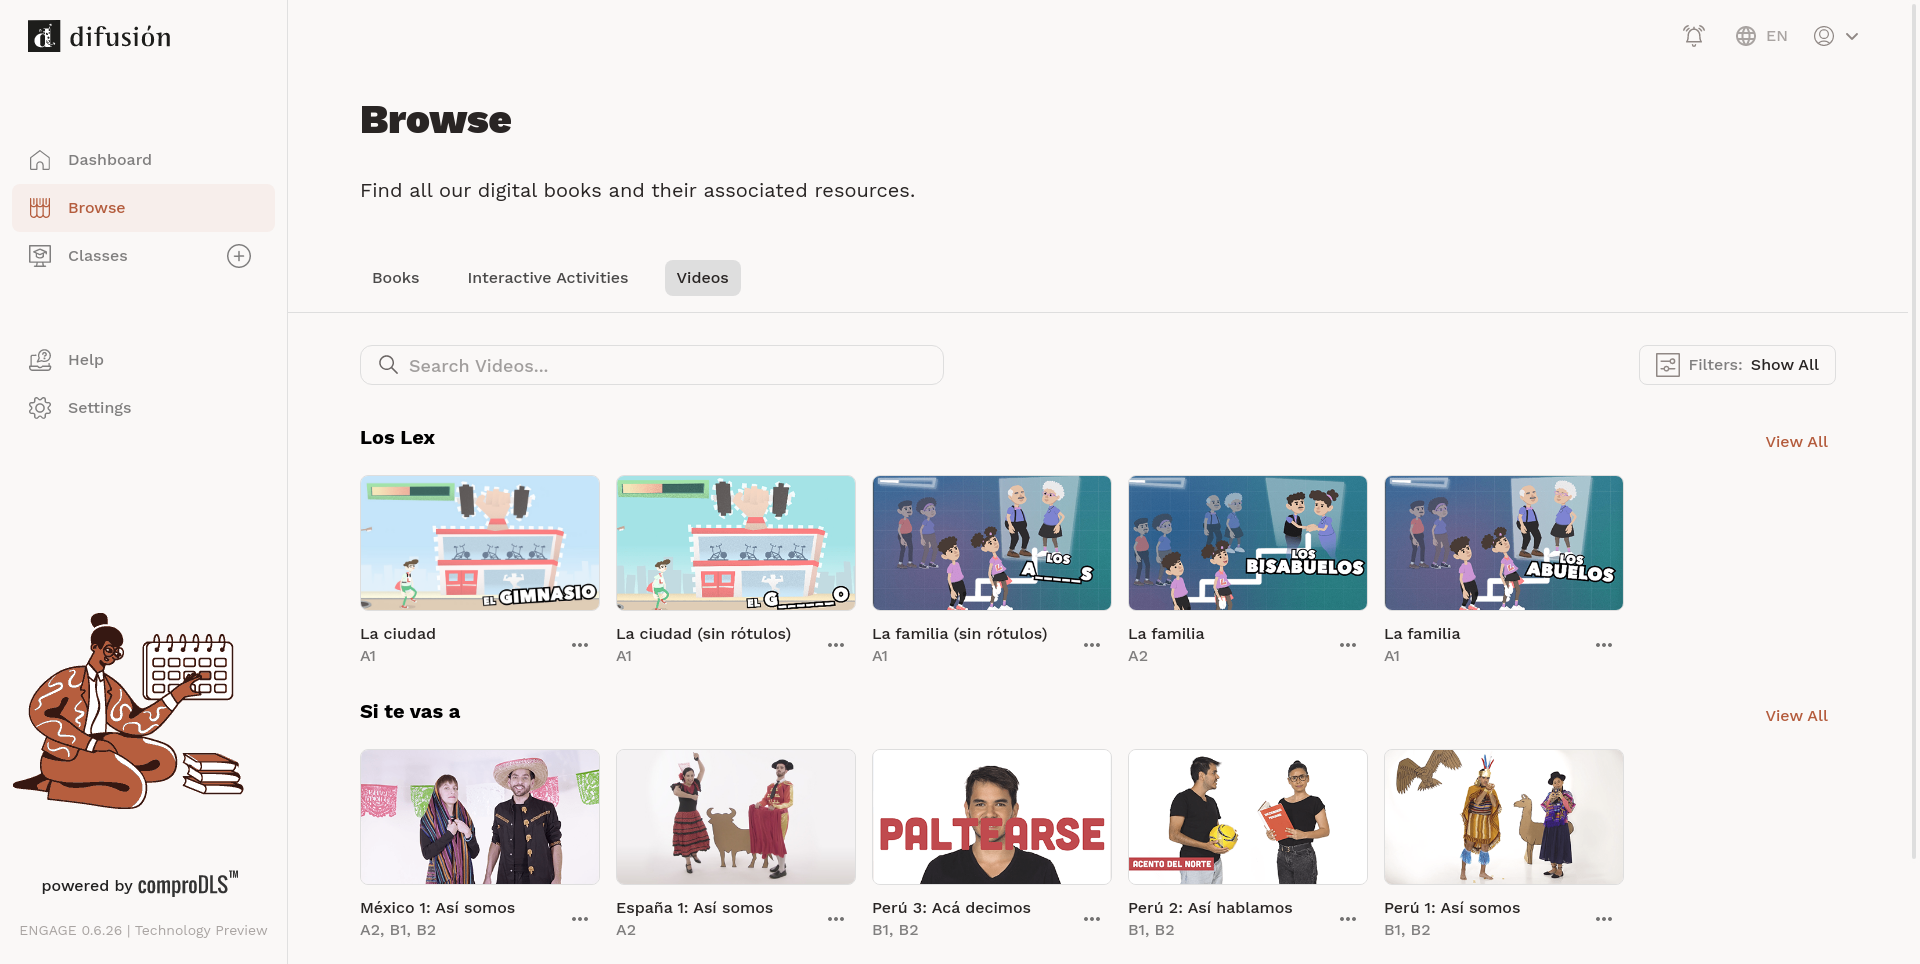 difusión
EN
Dashboard
Browse
Classes
Help
Settings
powered by comproDLS™
ENGAGE 0.6.26 | Technology Preview
Browse
Find all our digital books and their associated resources.
Books
Interactive Activities
Videos
Search Videos...
Filters: Show All
Los Lex
View All
EL GIMNASIO
EL G_____O
LOS
A____S
LOS
BISABUELOS
LOS
ABUELOS
La ciudad
A1
La ciudad (sin rótulos)
A1
La familia (sin rótulos)
A1
La familia
A2
La familia
A1
Si te vas a
View All
PALTEARSE
ACENTO DEL NORTE
México 1: Así somos
A2, B1, B2
España 1: Así somos
A2
Perú 3: Acá decimos
B1, B2
Perú 2: Así hablamos
B1, B2
Perú 1: Así somos
B1, B2